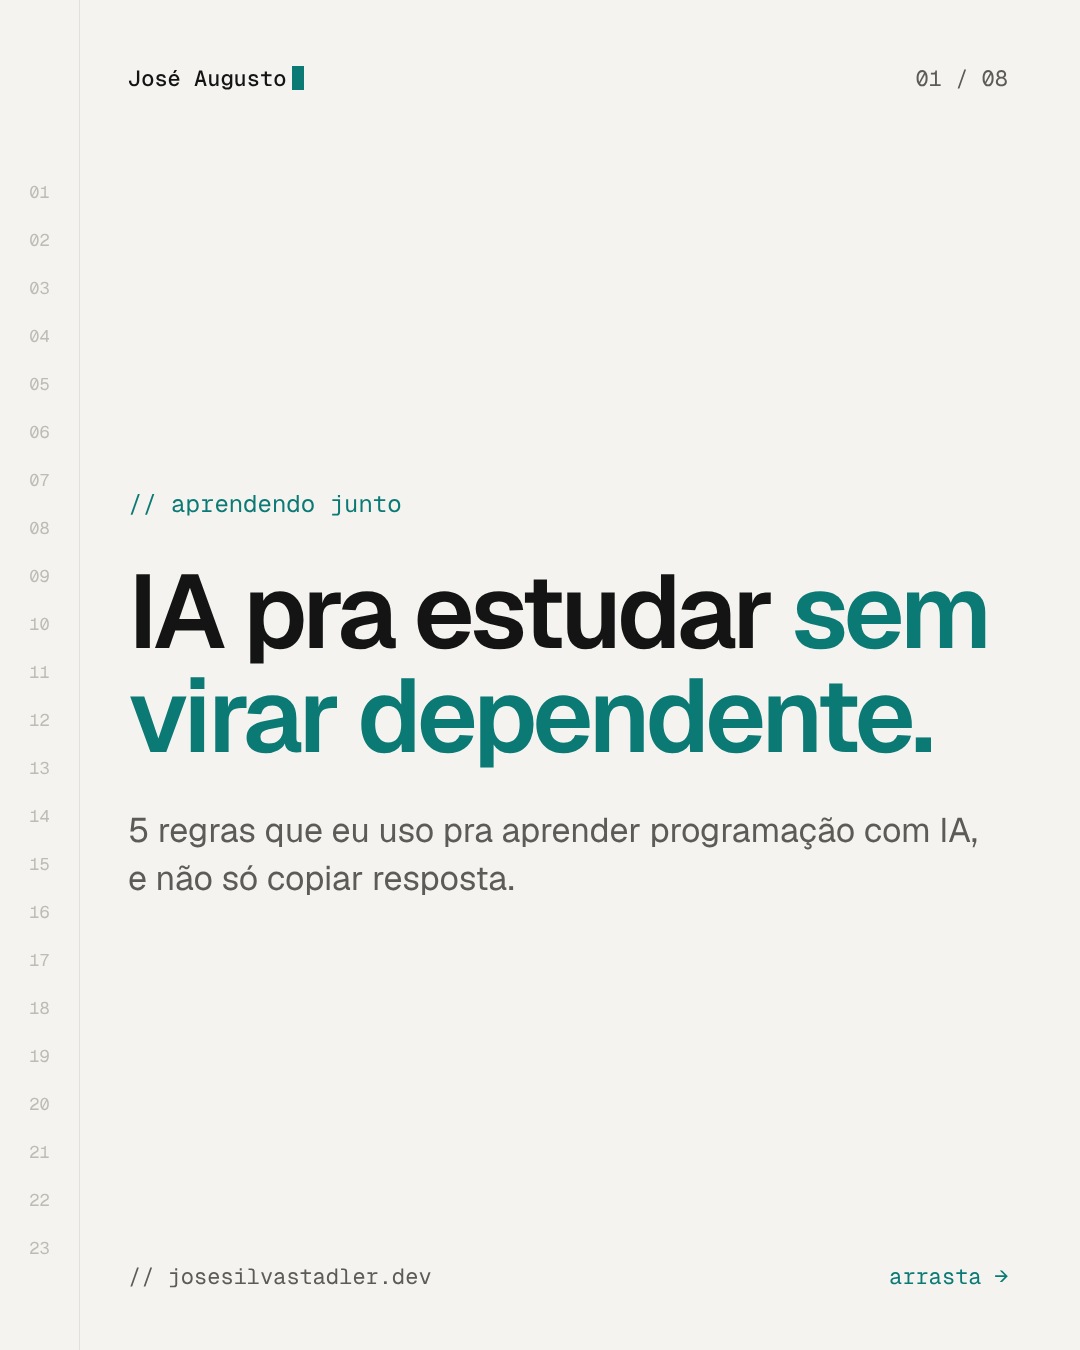 José Augusto
01 / 08
01
02
03
04
05
06
07
// aprendendo junto
08
09
IA pra estudar sem
10
11
12
virar dependente.
13
14
5 regras que eu uso pra aprender programação com IA,
15
e não só copiar resposta.
16
17
18
19
20
21
22
23
// josesilvastadler.dev
arrasta →